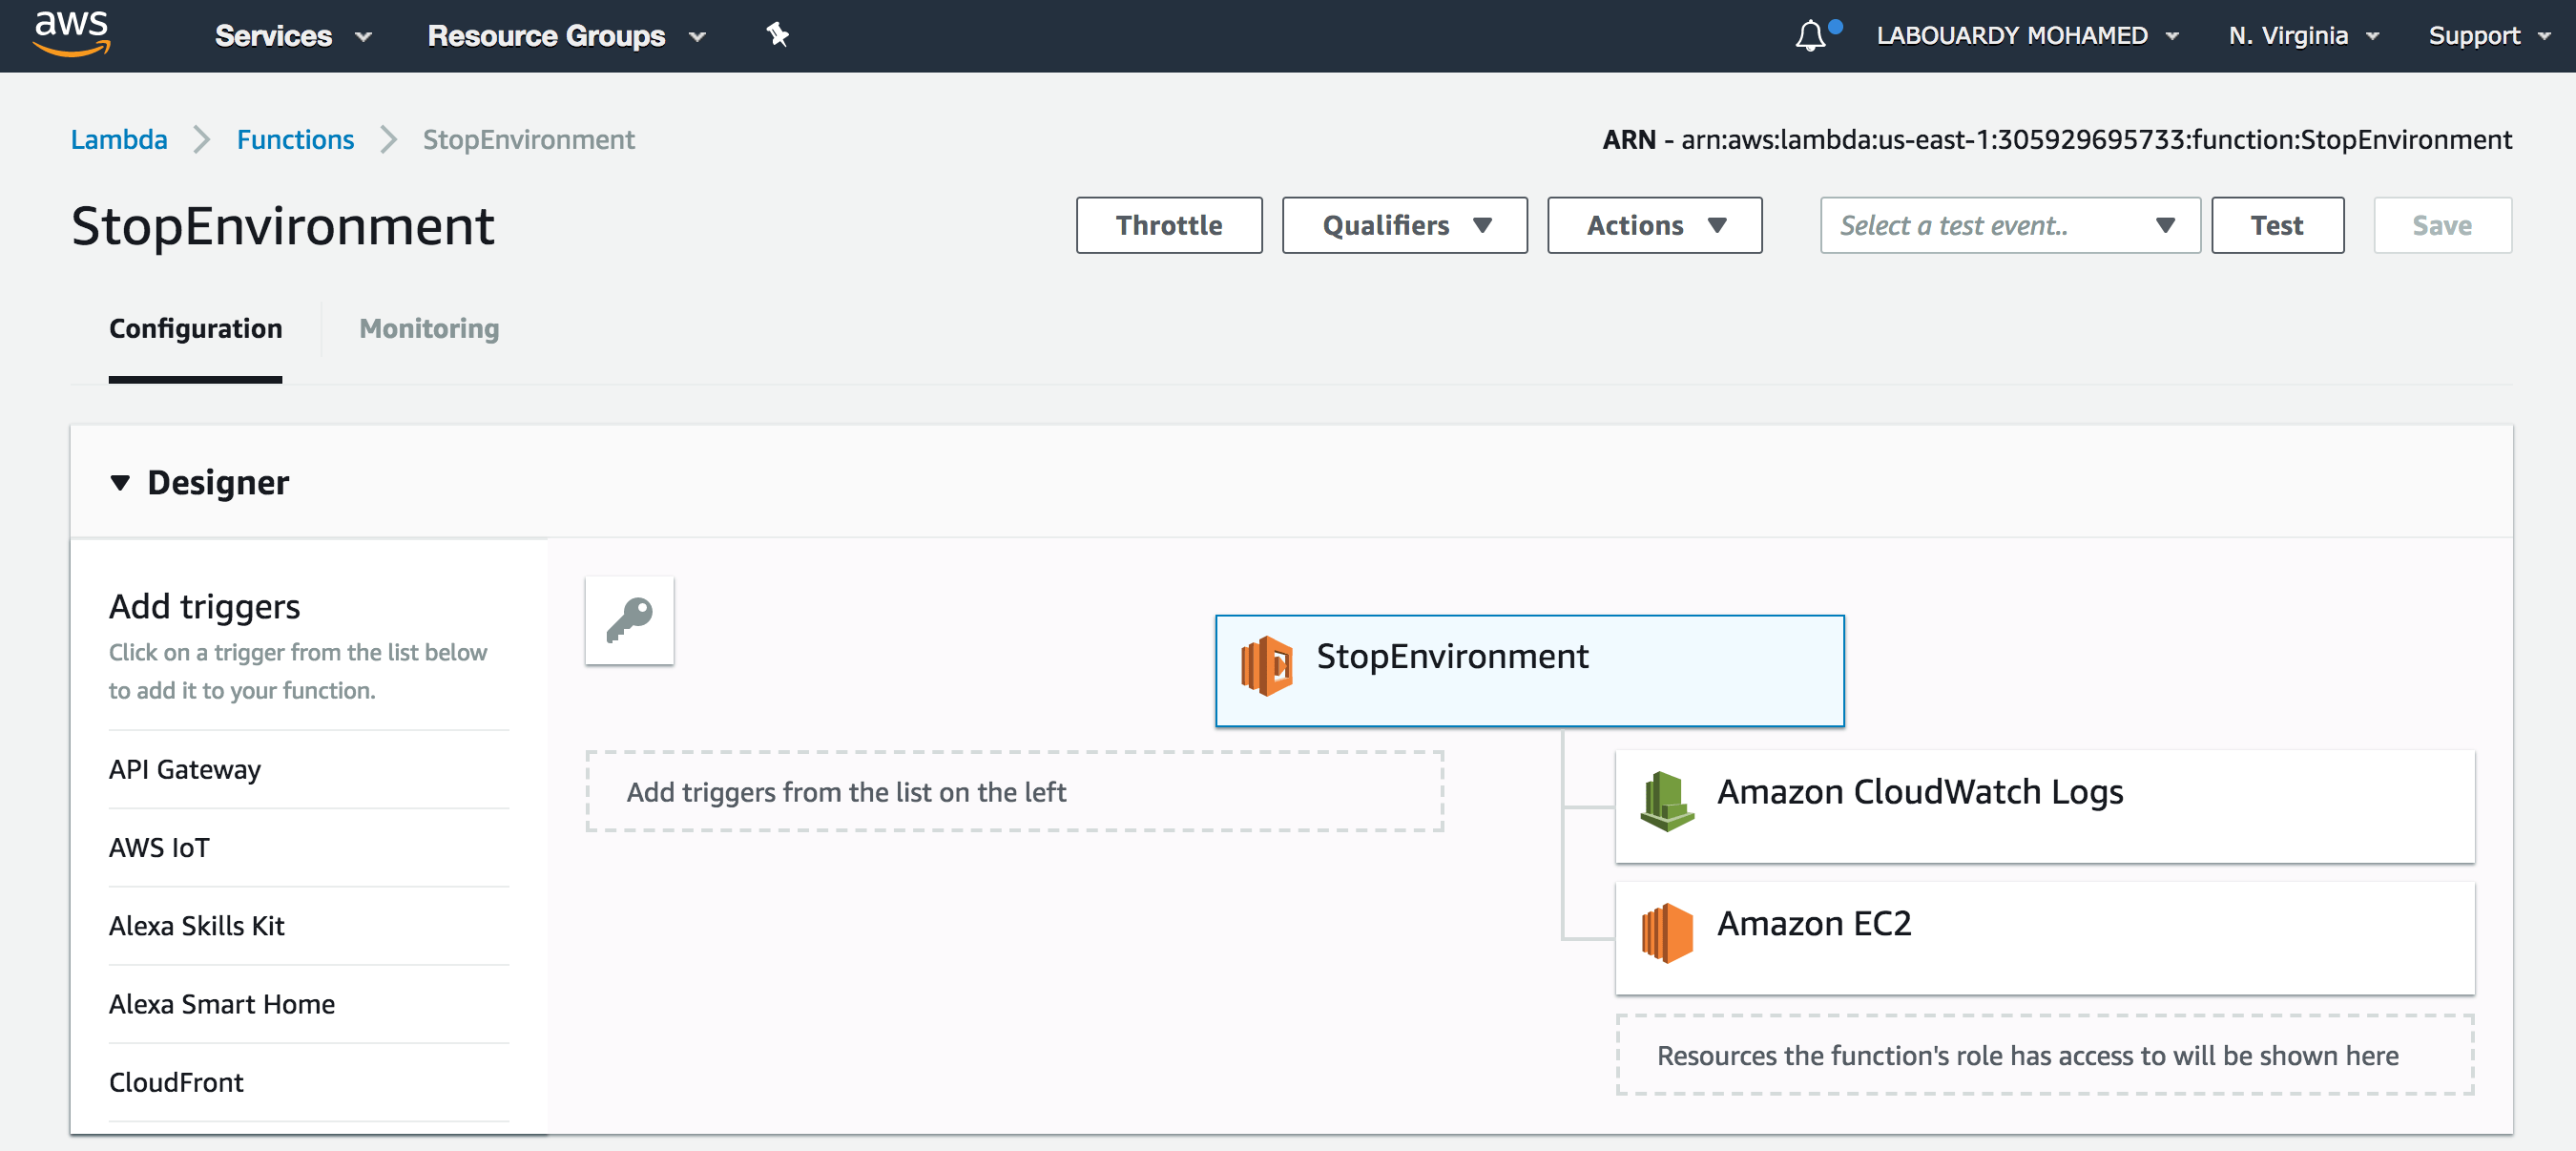 aws Services Resource Groups LABOUARDY MOHAMED N. Virginia Support
Lambda Functions StopEnvironment
ARN - arn:aws:lambda:us-east-1:305929695733:function:StopEnvironment
StopEnvironment
Throttle Qualifiers Actions Select a test event.. Test Save
Configuration Monitoring
Designer
Add triggers
Click on a trigger from the list below
to add it to your function.
API Gateway
AWS IoT
Alexa Skills Kit
Alexa Smart Home
CloudFront
StopEnvironment
Add triggers from the list on the left
Amazon CloudWatch Logs
Amazon EC2
Resources the function's role has access to will be shown here